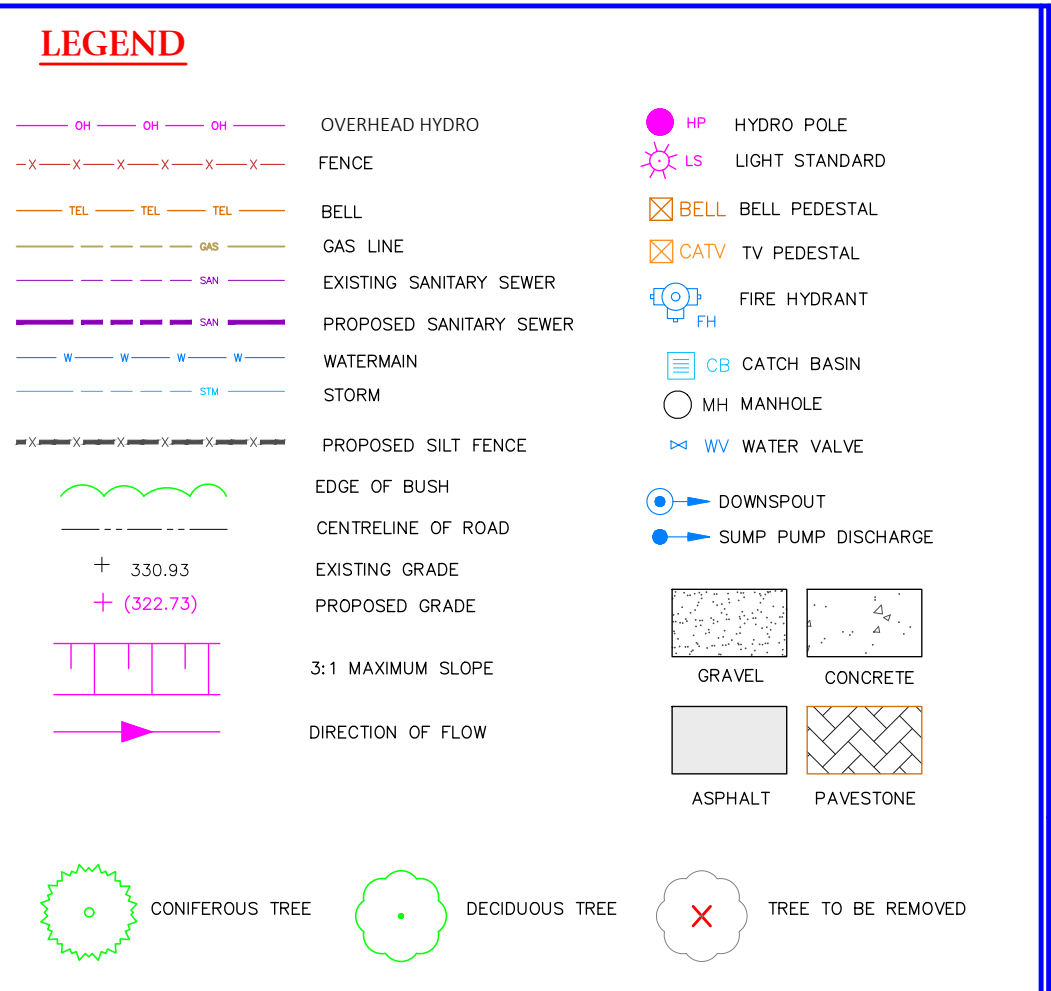 LEGEND
OH OH OH OVERHEAD HYDRO
X X X X X X FENCE
TEL TEL TEL BELL
GAS GAS LINE
SAN EXISTING SANITARY SEWER
SAN PROPOSED SANITARY SEWER
W W W W WATERMAIN
STM STORM
X X X X X X PROPOSED SILT FENCE
EDGE OF BUSH
CENTRELINE OF ROAD
330.93 EXISTING GRADE
(322.73) PROPOSED GRADE
3:1 MAXIMUM SLOPE
DIRECTION OF FLOW
HP HYDRO POLE
LS LIGHT STANDARD
BELL BELL PEDESTAL
CATV TV PEDESTAL
FIRE HYDRANT
FH
CB CATCH BASIN
MH MANHOLE
WV WATER VALVE
DOWNSPOUT
SUMP PUMP DISCHARGE
GRAVEL CONCRETE
ASPHALT PAVESTONE
CONIFEROUS TREE DECIDUOUS TREE TREE TO BE REMOVED